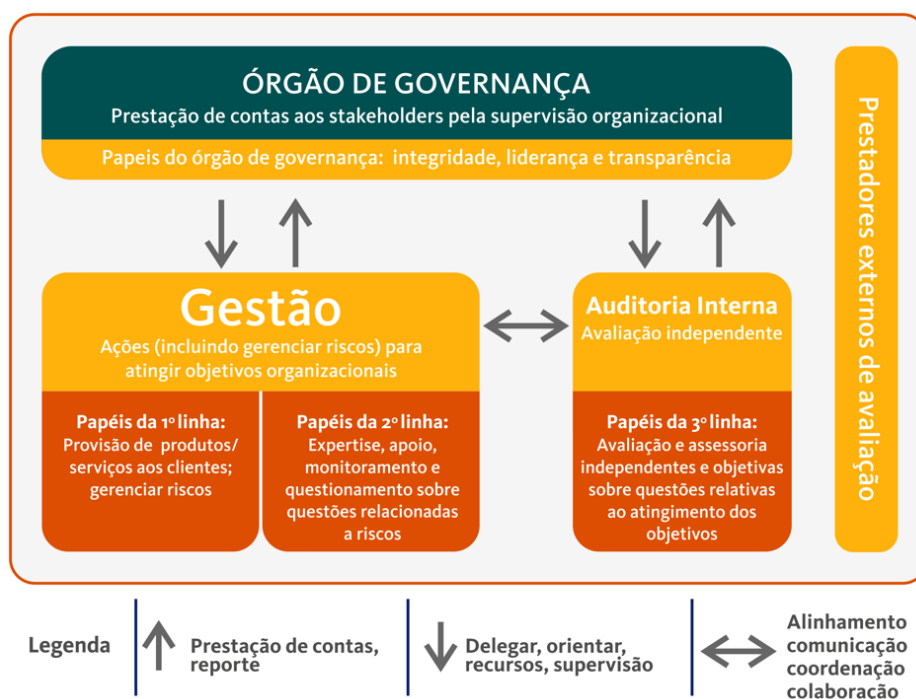 ÓRGÃO DE GOVERNANÇA
Prestação de contas aos stakeholders pela supervisão organizacional
Papeis do órgão de governança: integridade, liderança e transparência
Gestão
Ações (incluindo gerenciar riscos) para
atingir objetivos organizacionais
Papéis da 1º linha:
Provisão de produtos/
serviços aos clientes;
gerenciar riscos
Papéis da 2º linha:
Expertise, apoio,
monitoramento e
questionamento sobre
questões relacionadas
a riscos
Auditoria Interna
Avaliação independente
Papéis da 3º linha:
Avaliação e assessoria
independentes e objetivas
sobre questões relativas
ao atingimento dos
objetivos
Prestadores externos de avaliação
Legenda
Prestação de contas,
reporte
Delegar, orientar,
recursos, supervisão
Alinhamento
comunicação
coordenação
colaboração